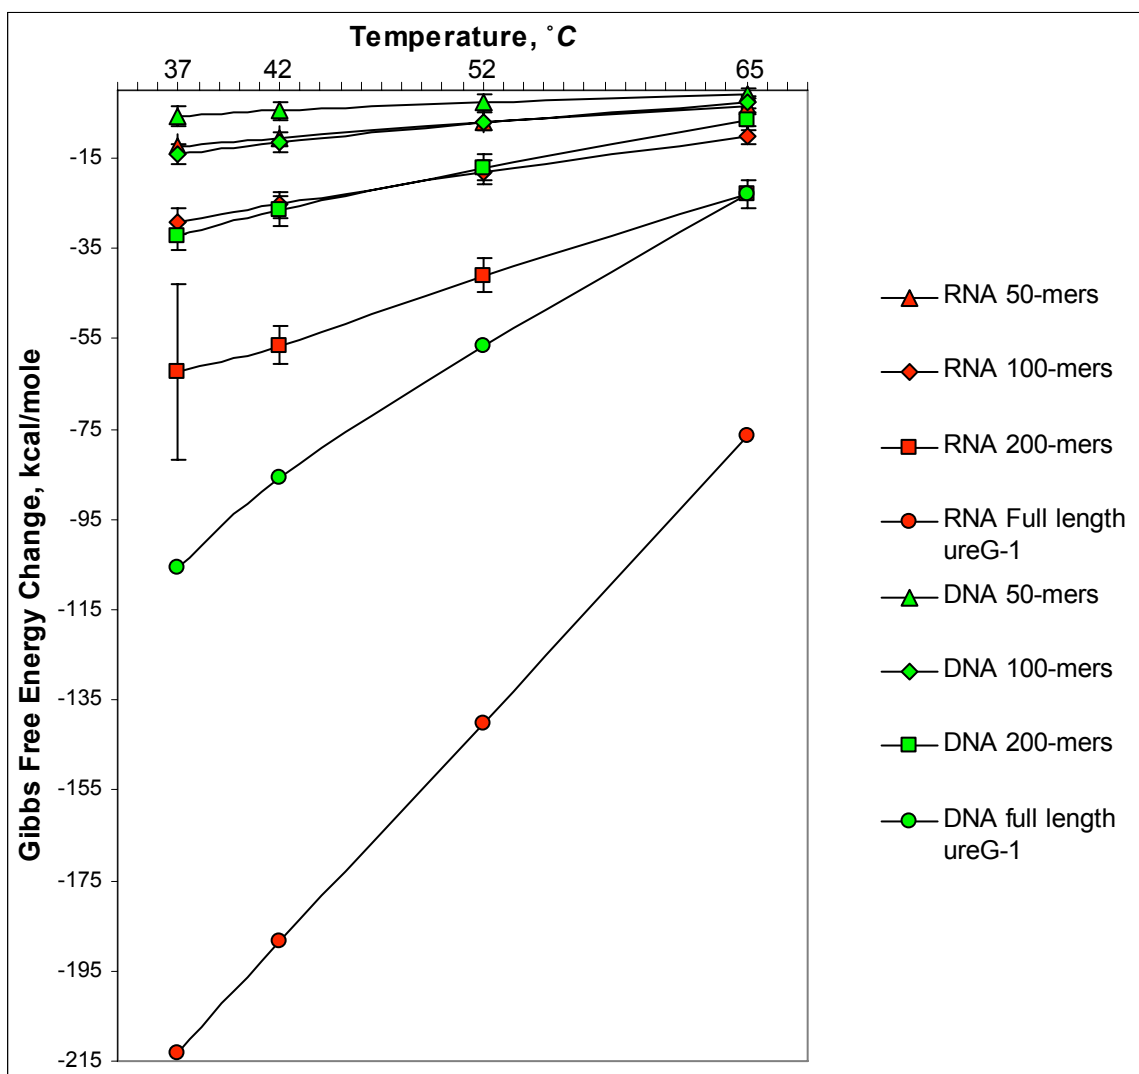 Temperature, ˚C
37 42 52 65
-15
-35
-55
-75
-95
-115
-135
-155
-175
-195
-215
Gibbs Free Energy Change, kcal/mole
RNA 50-mers
RNA 100-mers
RNA 200-mers
RNA Full length
ureG-1
DNA 50-mers
DNA 100-mers
DNA 200-mers
DNA full length
ureG-1